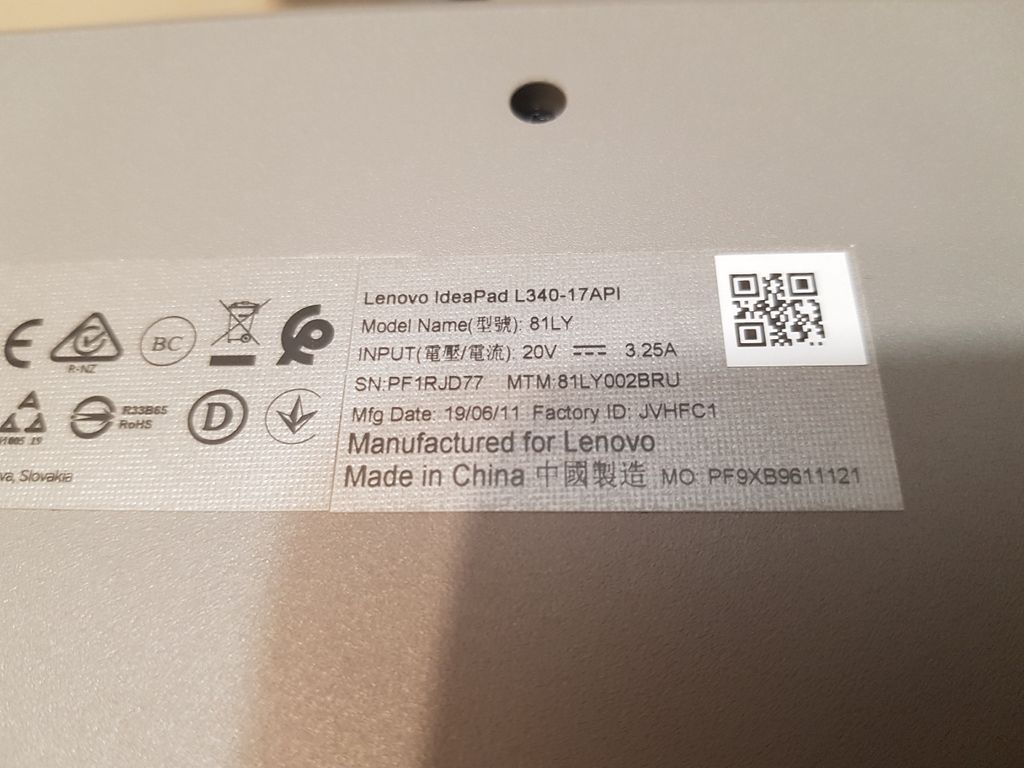 Lenovo IdeaPad L340-17API
Model Name(型號): 81LY
INPUT(電壓/電流): 20V ⎓ 3.25A
SN:PF1RJD77 MTM:81LY002BRU
Mfg Date: 19/06/11 Factory ID: JVHFC1
Manufactured for Lenovo
Made in China 中國製造 MO: PF9XB9611121
CE
R-NZ
BC
R33B65
RoHS
D
va, Slovakia